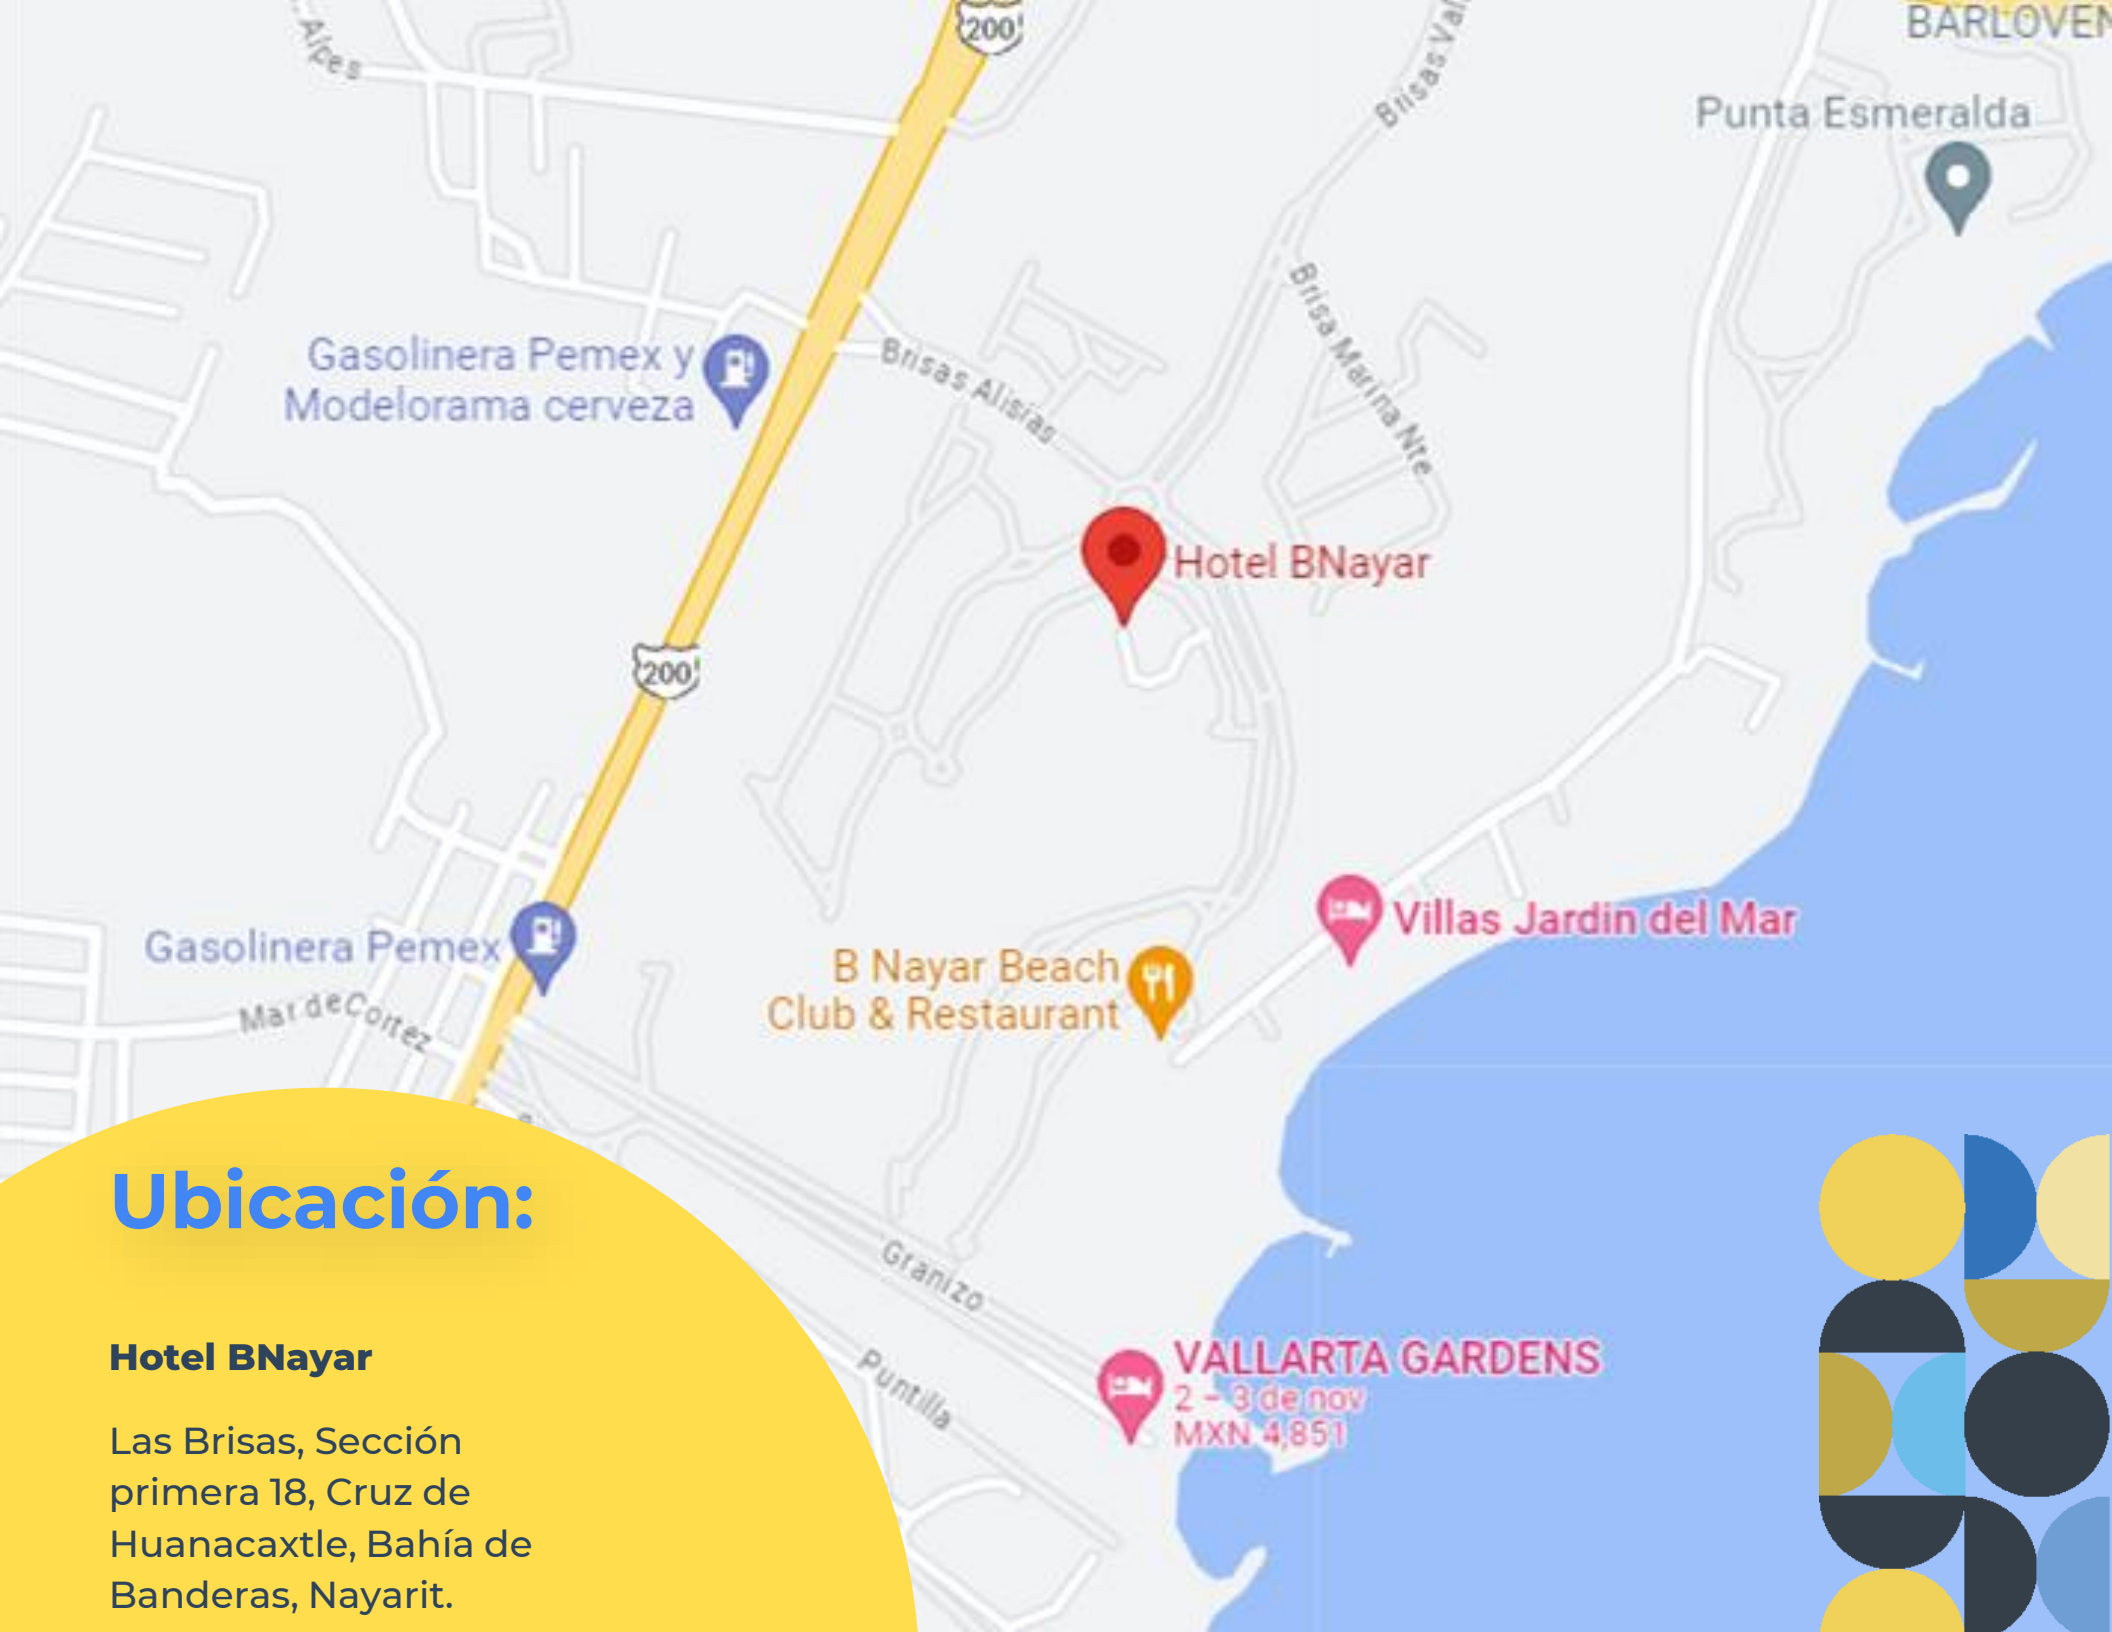 200
BARLOVEN
Alces
Brisas Val
Punta Esmeralda
Brisa Marina Nte.
Gasolinera Pemex y
Modelorama cerveza
Brisas Alisias
Hotel BNayar
200
Villas Jardin del Mar
Gasolinera Pemex
B Nayar Beach
Club & Restaurant
Mar de Cortez
Ubicación:
Granizo
Hotel BNayar
VALLARTA GARDENS
2 – 3 de nov
MXN 4,851
Puntilla
Las Brisas, Sección
primera 18, Cruz de
Huanacaxtle, Bahía de
Banderas, Nayarit.